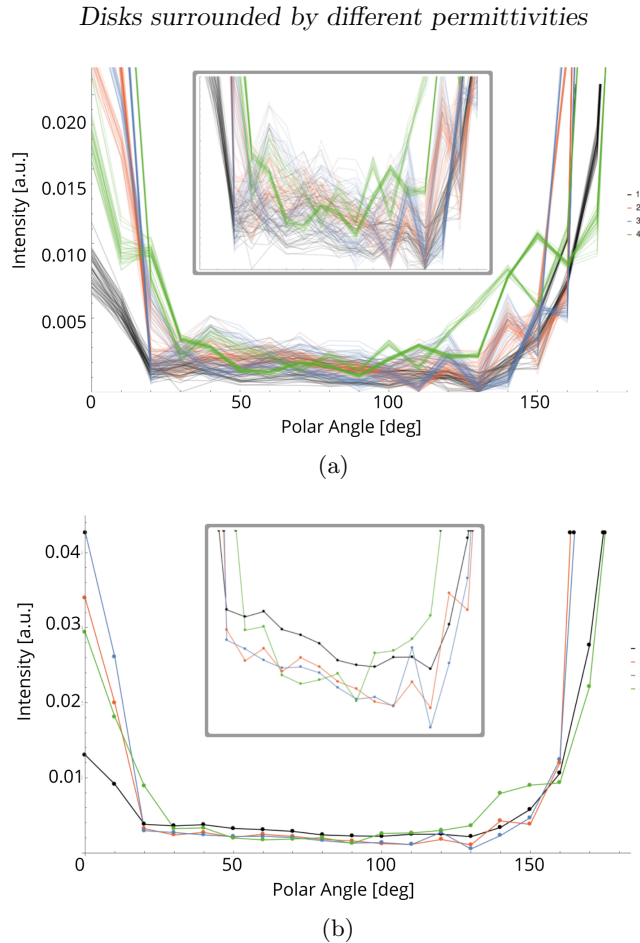 Disks surrounded by different permittivities
0.020
0.015
0.010
0.005
Intensity [a.u.]
1
2
3
4
0
50
100
150
Polar Angle [deg]
(a)
0.04
0.03
0.02
0.01
Intensity [a.u.]
0
50
100
150
Polar Angle [deg]
(b)